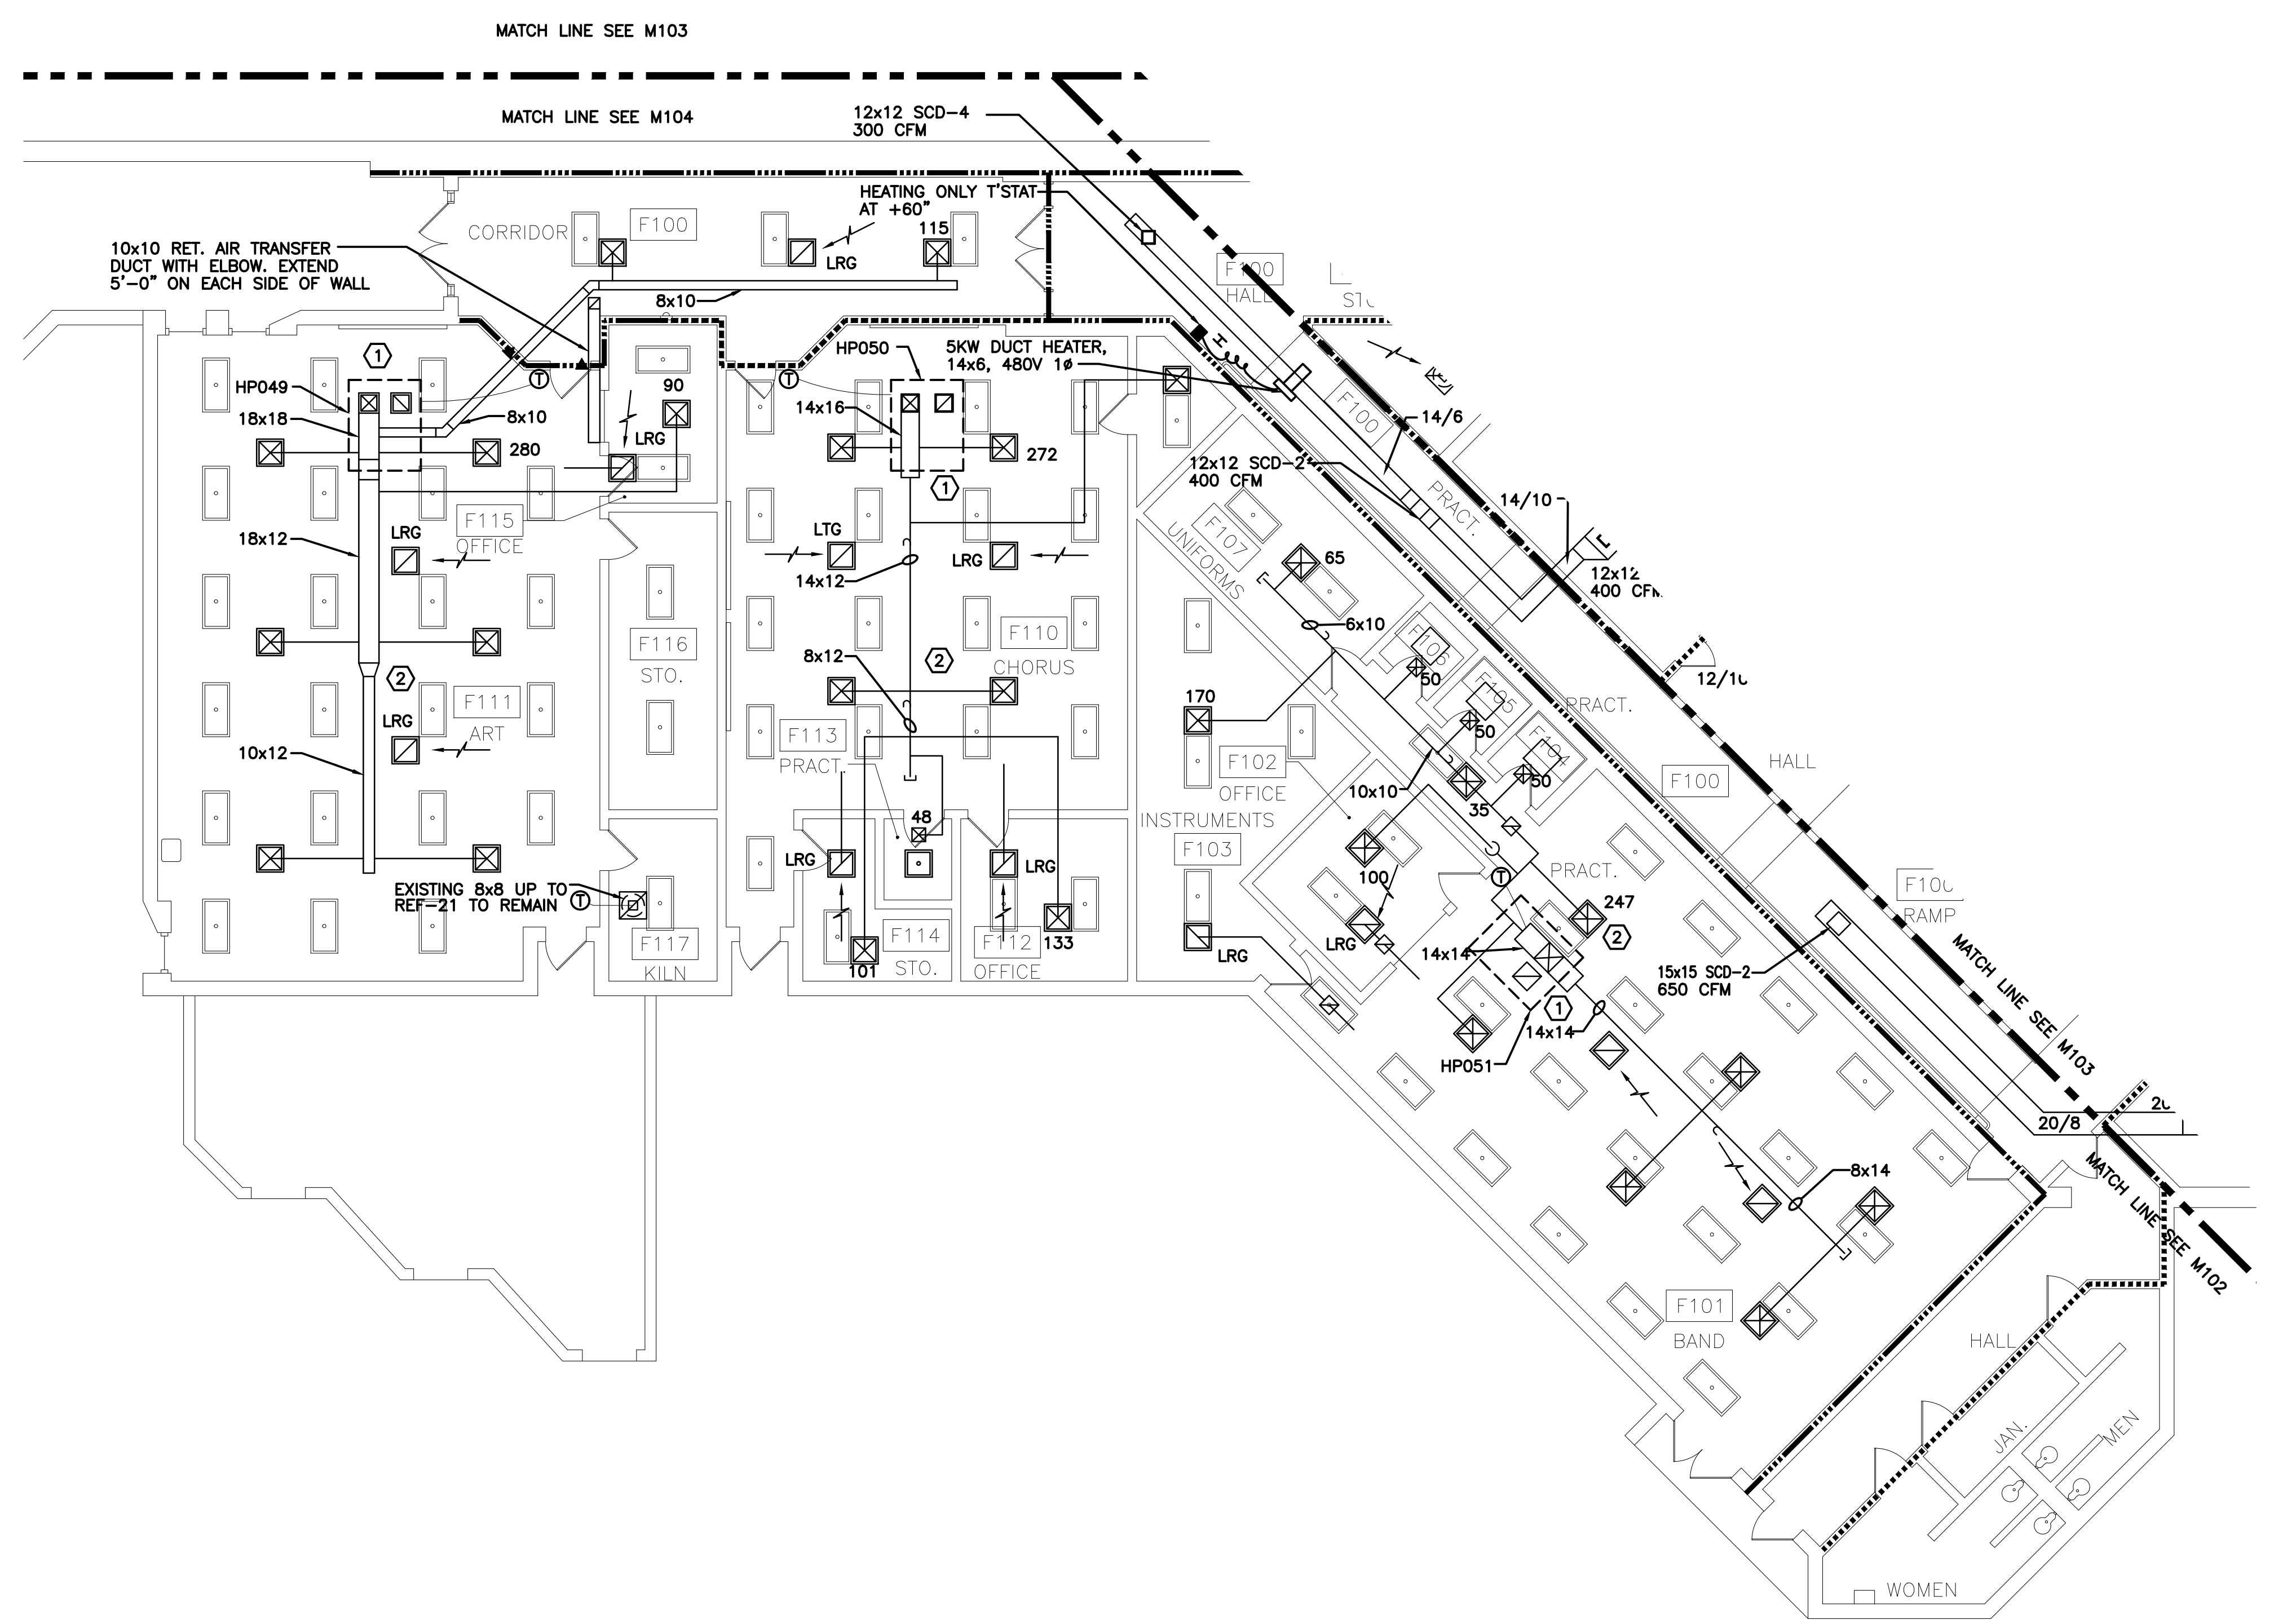 MATCH LINE SEE M103
MATCH LINE SEE M104
12x12 SCD-4
300 CFM
HEATING ONLY T'STAT
AT +60"
CORRIDOR
F100
115
LRG
10x10 RET. AIR TRANSFER
DUCT WITH ELBOW. EXTEND
5'-0" ON EACH SIDE OF WALL
8x10
F100
HALL
1
HP049
18x18
T
8x10
280
90
LRG
T
HP050
14x16
5KW DUCT HEATER,
14x6, 480V 1ø
H
272
1
F100
14/6
12x12 SCD-2
400 CFM
PRACT.
14/10
12x12
18x12
F115
OFFICE
LRG
LTG
LRG
14x12
F107
UNIFORMS
65
6x10
F116
STO.
F110
CHORUS
8x12
2
F106
50
F105
50
F104
50
PRACT.
12/10
2
F111
ART
LRG
10x12
F113
PRACT.
170
F102
OFFICE
10x10
35
F100
HALL
INSTRUMENTS
F103
48
LRG
LRG
100
LRG
T
PRACT.
247
2
EXISTING 8x8 UP TO
REF-21 TO REMAIN
T
F117
KILN
101
F114
STO.
F112
OFFICE
133
LRG
14x14
1
14x14
HP051
RAMP
15x15 SCD-2
650 CFM
MATCH LINE SEE M103
20/8
MATCH LINE SEE M102
8x14
F101
BAND
HALL
JAN.
MEN
WOMEN